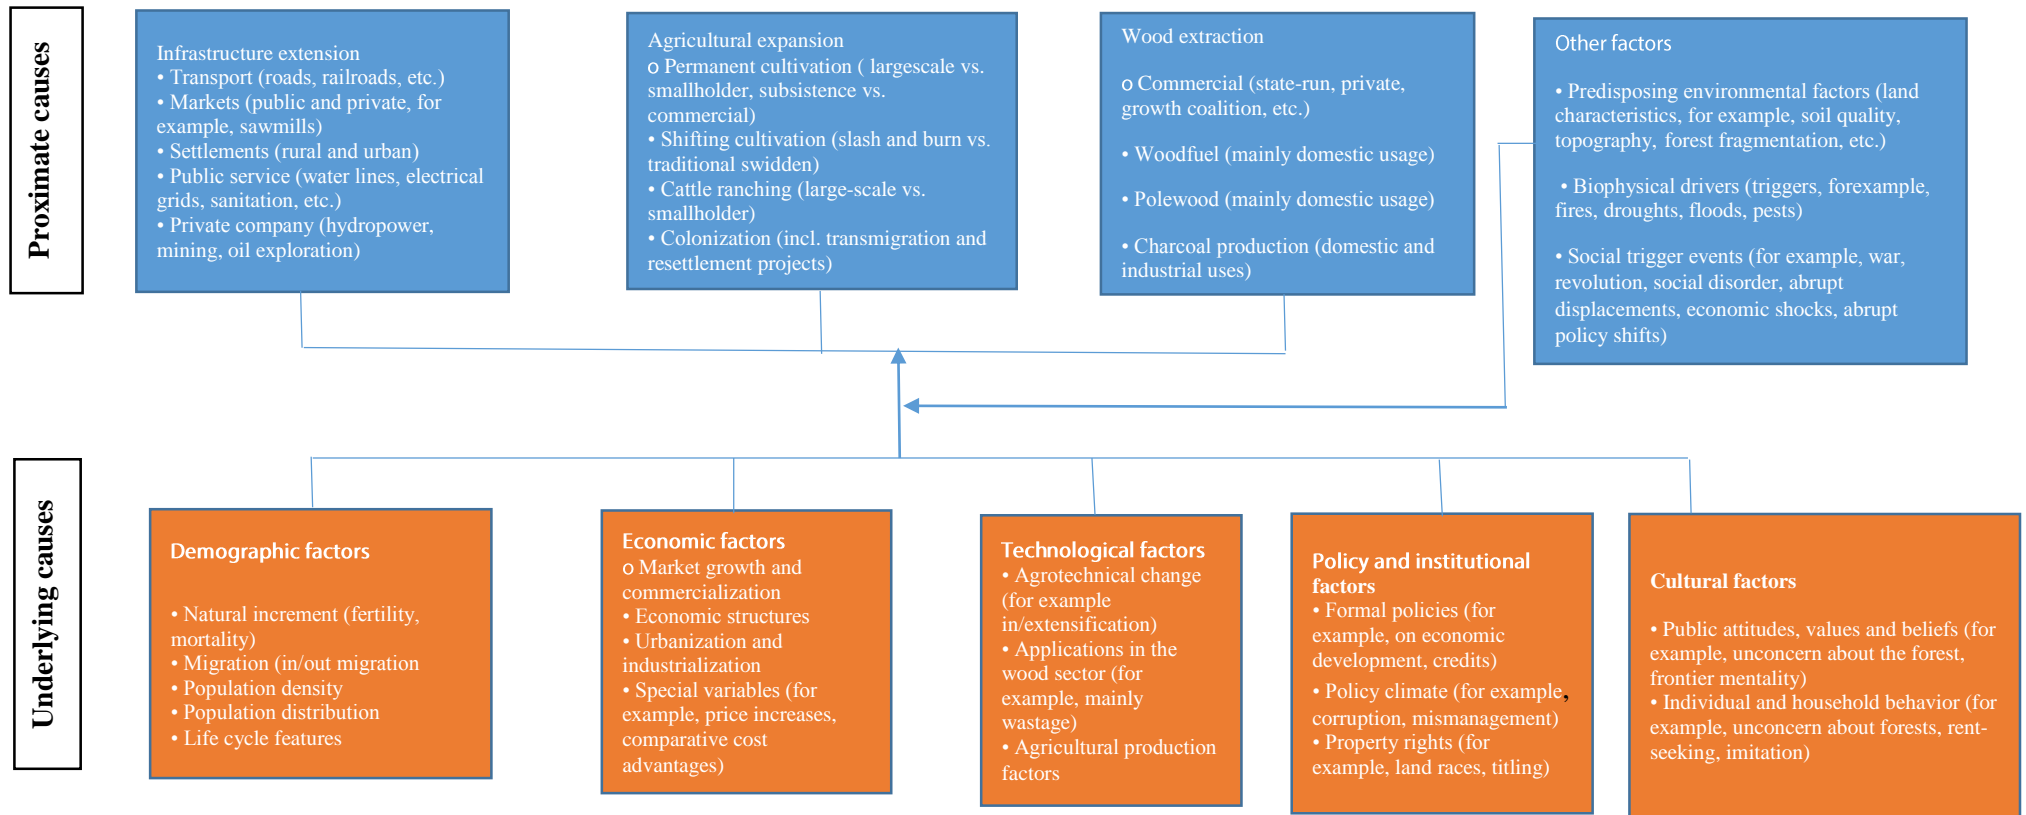 Proximate causes
Infrastructure extension
• Transport (roads, railroads, etc.)
• Markets (public and private, for
example, sawmills)
• Settlements (rural and urban)
• Public service (water lines, electrical
grids, sanitation, etc.)
• Private company (hydropower,
mining, oil exploration)
Agricultural expansion
o Permanent cultivation ( largescale vs.
smallholder, subsistence vs.
commercial)
• Shifting cultivation (slash and burn vs.
traditional swidden)
• Cattle ranching (large-scale vs.
smallholder)
• Colonization (incl. transmigration and
resettlement projects)
Wood extraction
o Commercial (state-run, private,
growth coalition, etc.)
• Woodfuel (mainly domestic usage)
• Polewood (mainly domestic usage)
• Charcoal production (domestic and
industrial uses)
Other factors
• Predisposing environmental factors (land
characteristics, for example, soil quality,
topography, forest fragmentation, etc.)
• Biophysical drivers (triggers, forexample,
fires, droughts, floods, pests)
• Social trigger events (for example, war,
revolution, social disorder, abrupt
displacements, economic shocks, abrupt
policy shifts)
Underlying causes
Demographic factors
• Natural increment (fertility,
mortality)
• Migration (in/out migration
• Population density
• Population distribution
• Life cycle features
Economic factors
o Market growth and
commercialization
• Economic structures
• Urbanization and
industrialization
• Special variables (for
example, price increases,
comparative cost
advantages)
Technological factors
• Agrotechnical change
(for example
in/extensification)
• Applications in the
wood sector (for
example, mainly
wastage)
• Agricultural production
factors
Policy and institutional
factors
• Formal policies (for
example, on economic
development, credits)
• Policy climate (for example,
corruption, mismanagement)
• Property rights (for
example, land races, titling)
Cultural factors
• Public attitudes, values and beliefs (for
example, unconcern about the forest,
frontier mentality)
• Individual and household behavior (for
example, unconcern about forests, rent-
seeking, imitation)